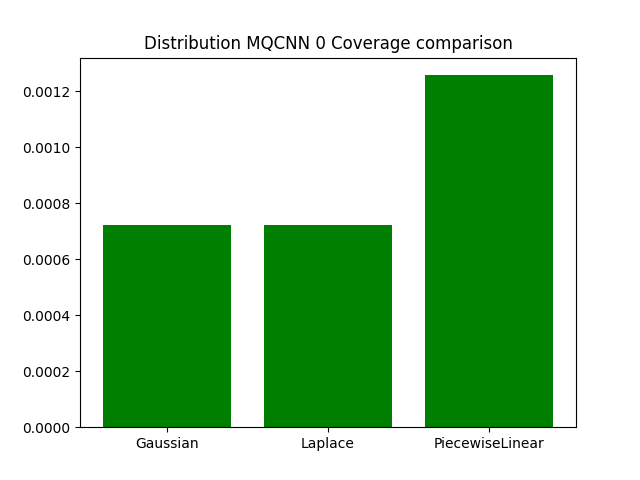 Distribution MQCNN 0 Coverage comparison
0.0012
0.0010
0.0008
0.0006
0.0004
0.0002
0.0000
Gaussian
Laplace
PiecewiseLinear